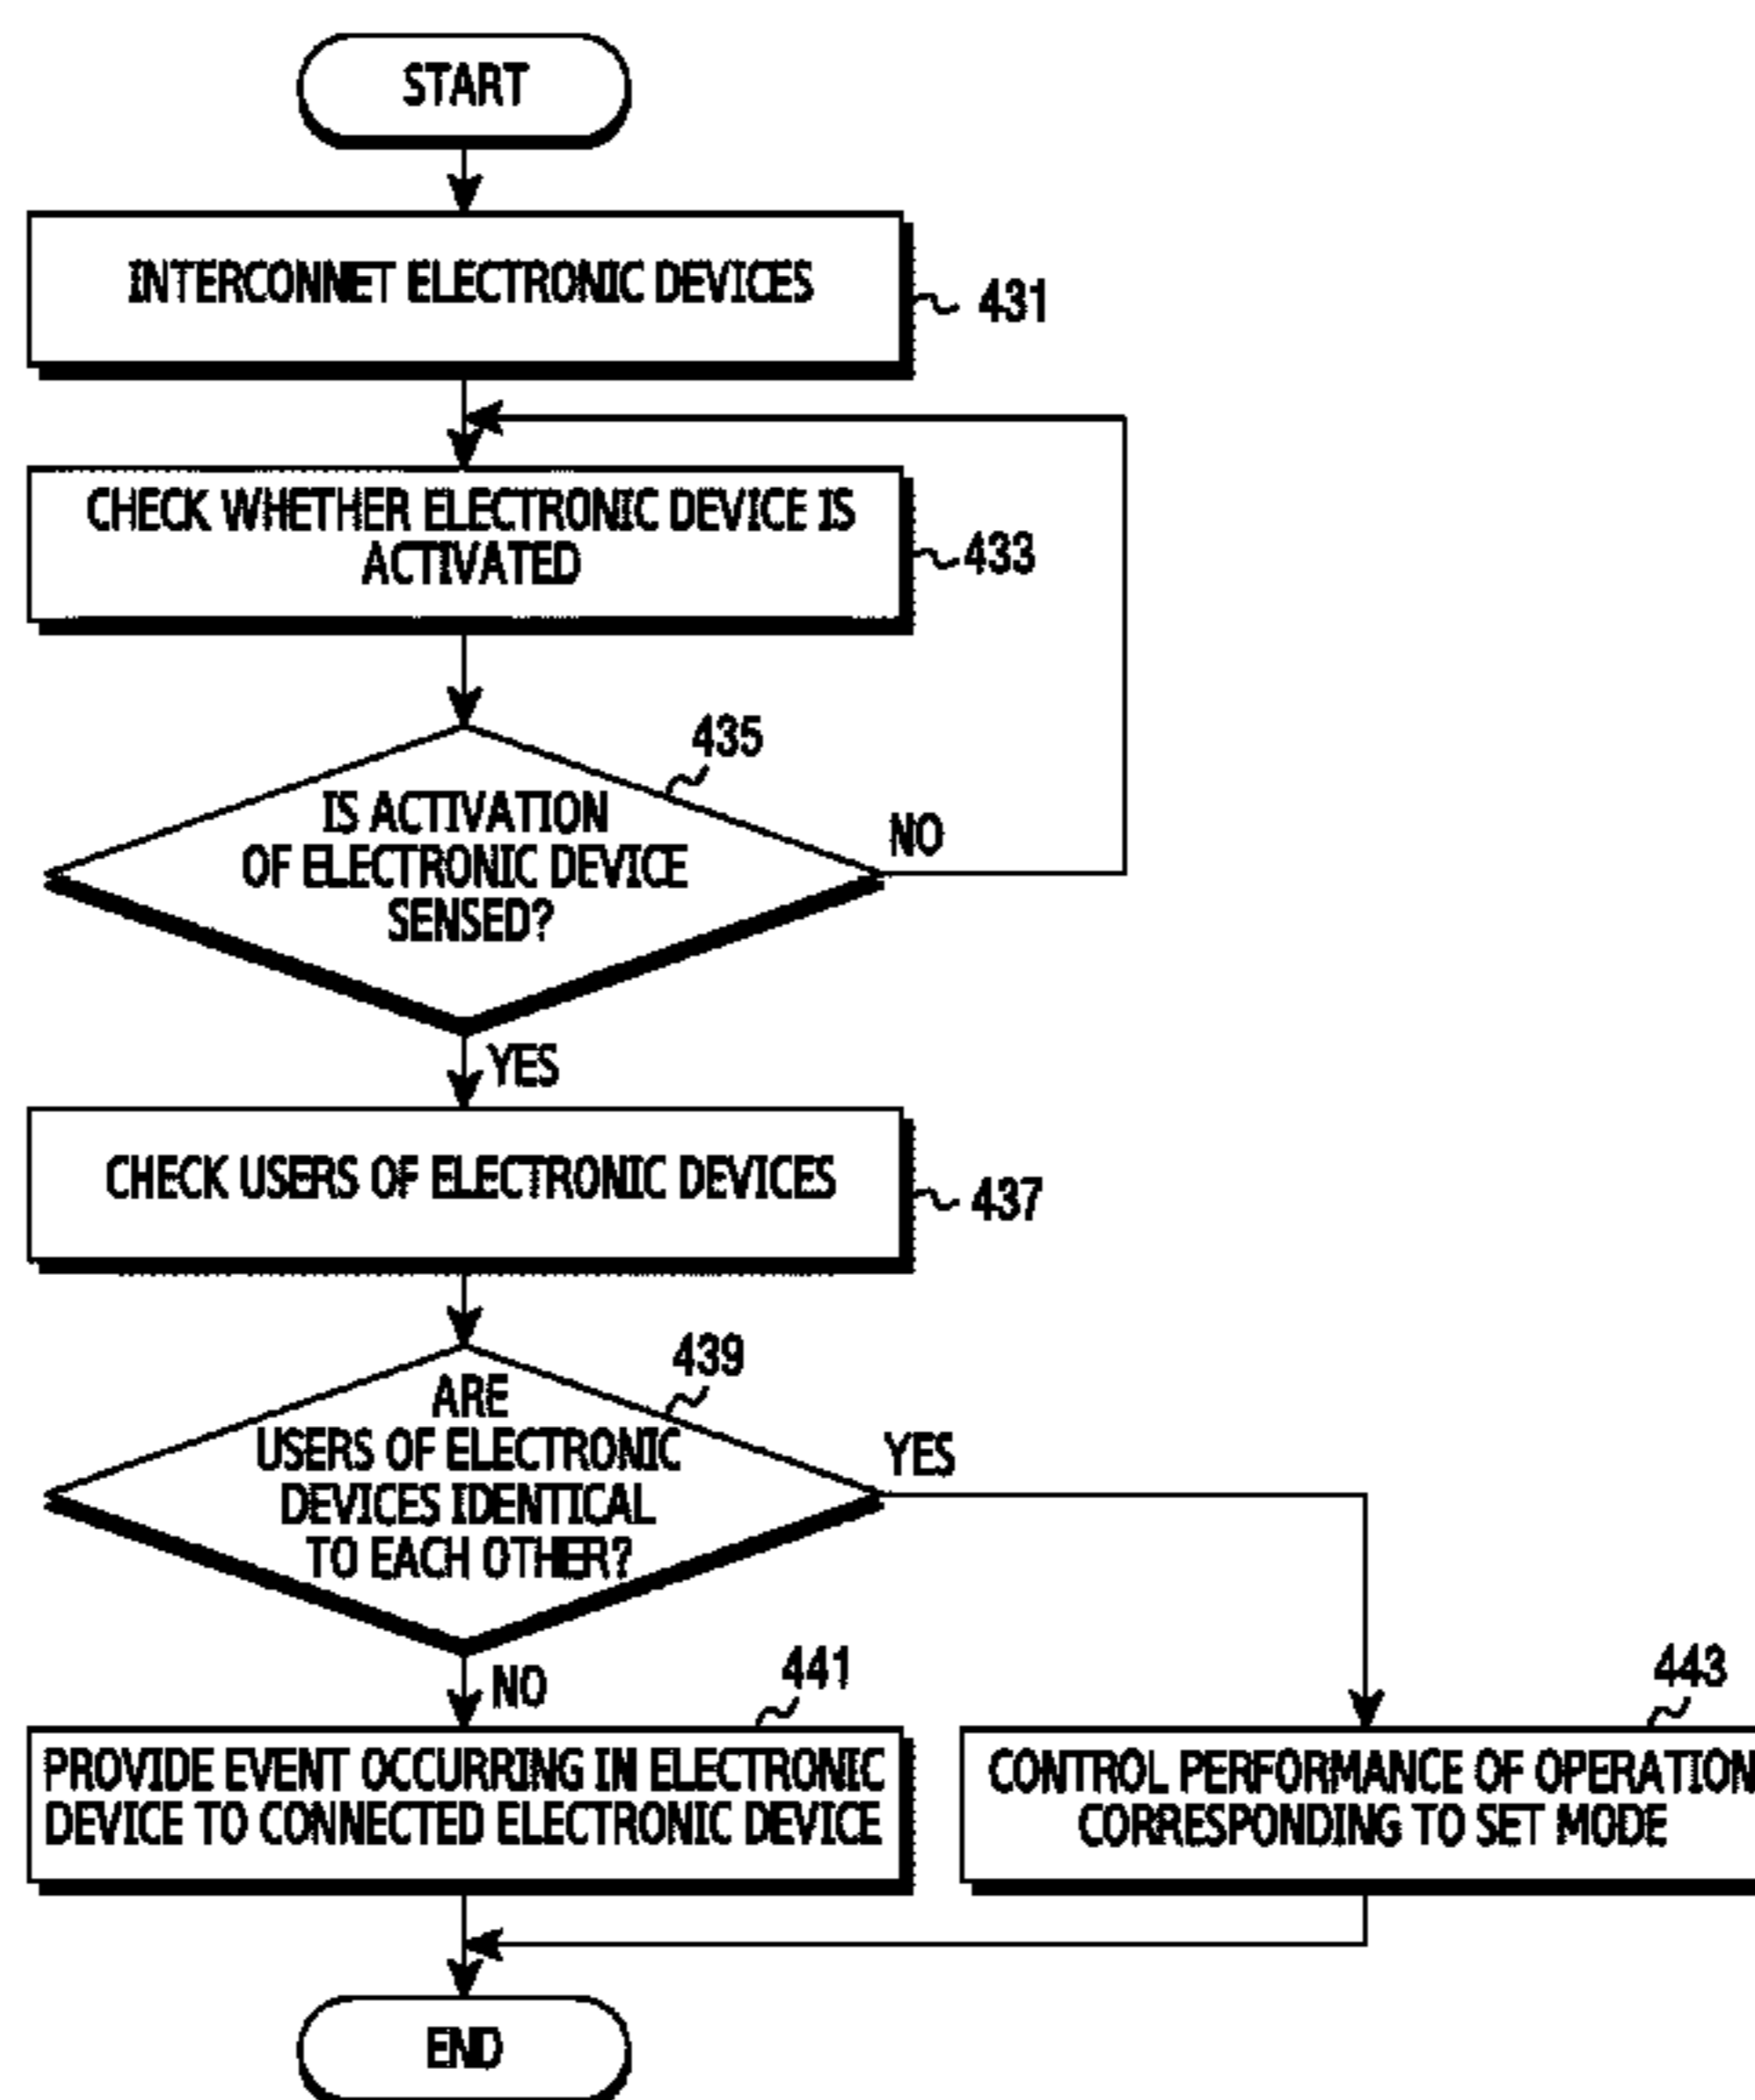 START
INTERCONNET ELECTRONIC DEVICES
431
CHECK WHETHER ELECTRONIC DEVICE IS
ACTIVATED
433
435
IS ACTIVATION
OF ELECTRONIC DEVICE
SENSED?
NO
YES
CHECK USERS OF ELECTRONIC DEVICES
437
439
ARE
USERS OF ELECTRONIC
DEVICES IDENTICAL
TO EACH OTHER?
YES
NO
441
443
PROVIDE EVENT OCCURRING IN ELECTRONIC
DEVICE TO CONNECTED ELECTRONIC DEVICE
CONTROL PERFORMANCE OF OPERATION
CORRESPONDING TO SET MODE
END